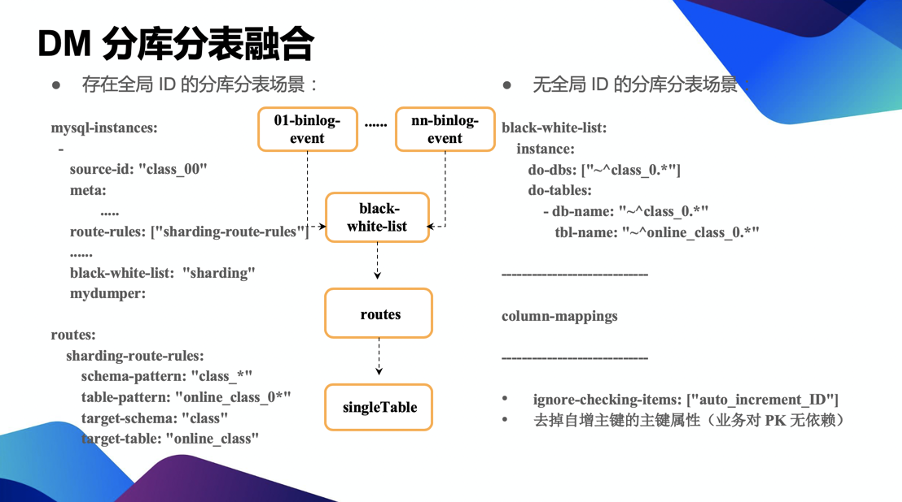 DM 分库分表融合
● 存在全局 ID 的分库分表场景：
mysql-instances:
-
source-id: "class_00"
meta:
.....
route-rules: ["sharding-route-rules"]
......
black-white-list: "sharding"
mydumper:
routes:
sharding-route-rules:
schema-pattern: "class_*"
table-pattern: "online_class_0*"
target-schema: "class"
target-table: "online_class"
01-binlog-
event
......
nn-binlog-
event
black-
white-list
routes
singleTable
● 无全局 ID 的分库分表场景：
black-white-list:
instance:
do-dbs: ["~^class_0.*"]
do-tables:
- db-name: "~^class_0.*"
tbl-name: "~^online_class_0.*"
-----------------------------
column-mappings
-----------------------------
• ignore-checking-items: ["auto_increment_ID"]
• 去掉自增主键的主键属性（业务对 PK 无依赖）